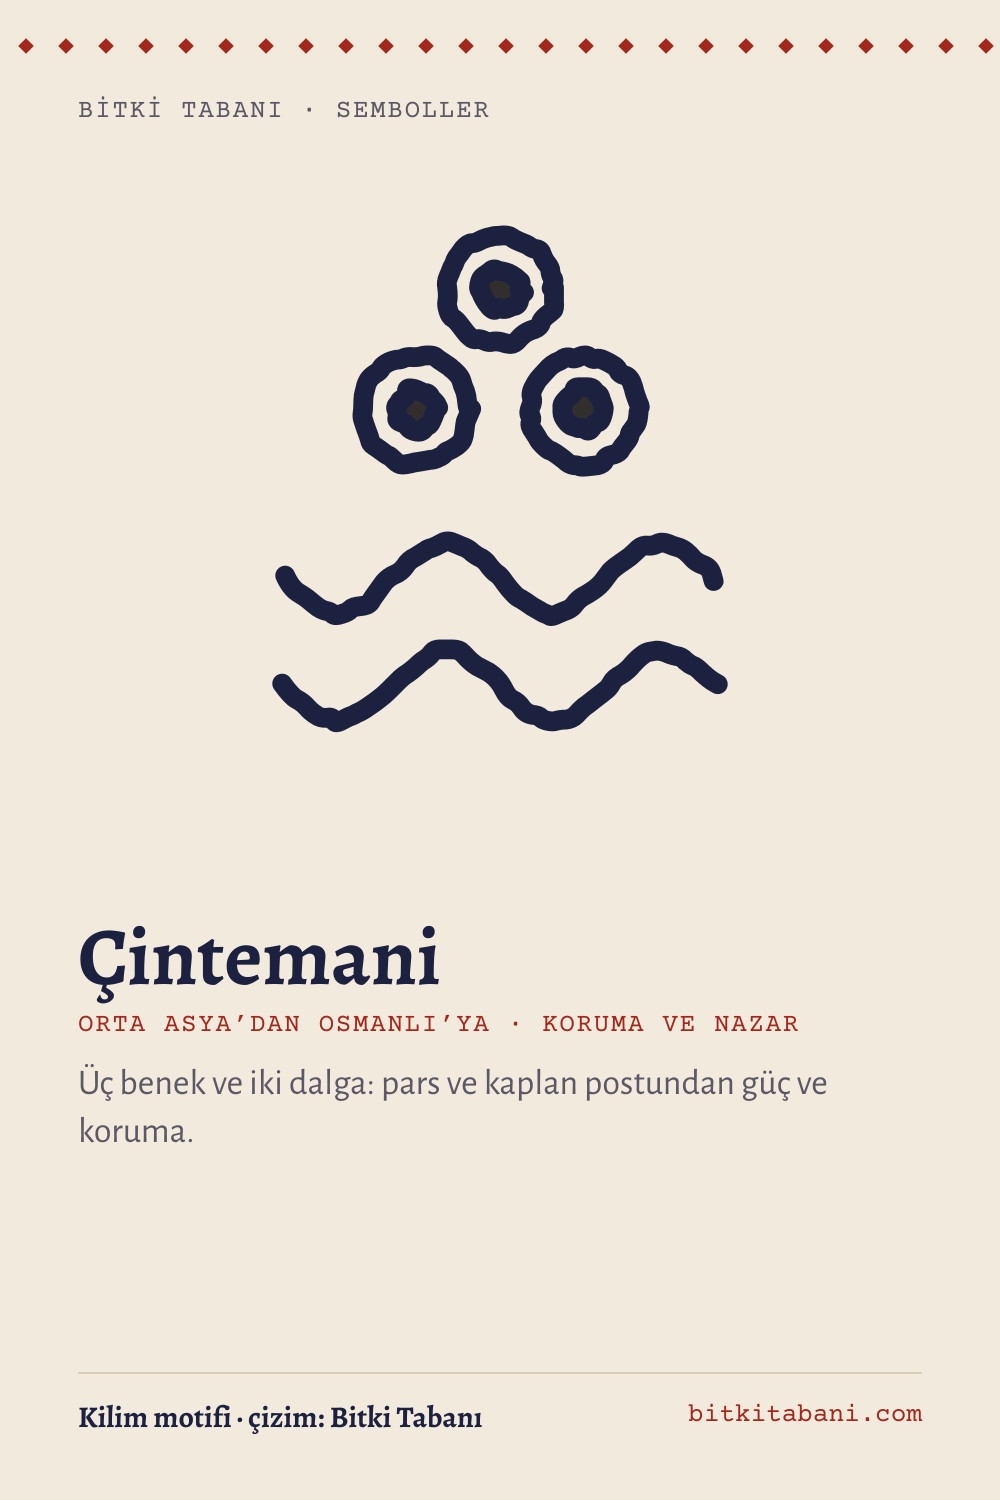 BİTKİ TABANI · SEMBOLLER
Çintemani
ORTA ASYA’DAN OSMANLI’YA · KORUMA VE NAZAR
Üç benek ve iki dalga: pars ve kaplan postundan güç ve
koruma.
Kilim motifi · çizim: Bitki Tabanı
bitkitabani.com